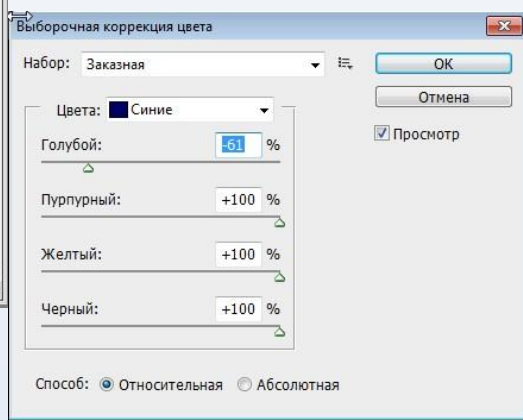 Выборочная коррекция цвета
Набор: Заказная
OK
Отмена
Просмотр
Цвета: Синие
Голубой: -61 %
Пурпурный: +100 %
Желтый: +100 %
Черный: +100 %
Способ: Относительная Абсолютная